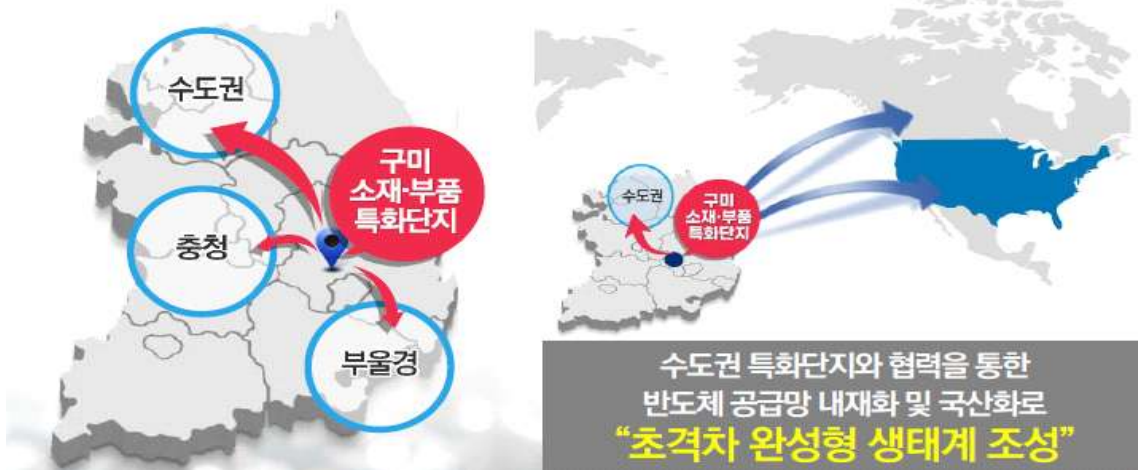 수도권
구미
소재·부품
특화단지
충청
부울경
수도권
구미
소재·부품
특화단지
수도권 특화단지와 협력을 통한
반도체 공급망 내재화 및 국산화로
“초격차 완성형 생태계 조성”